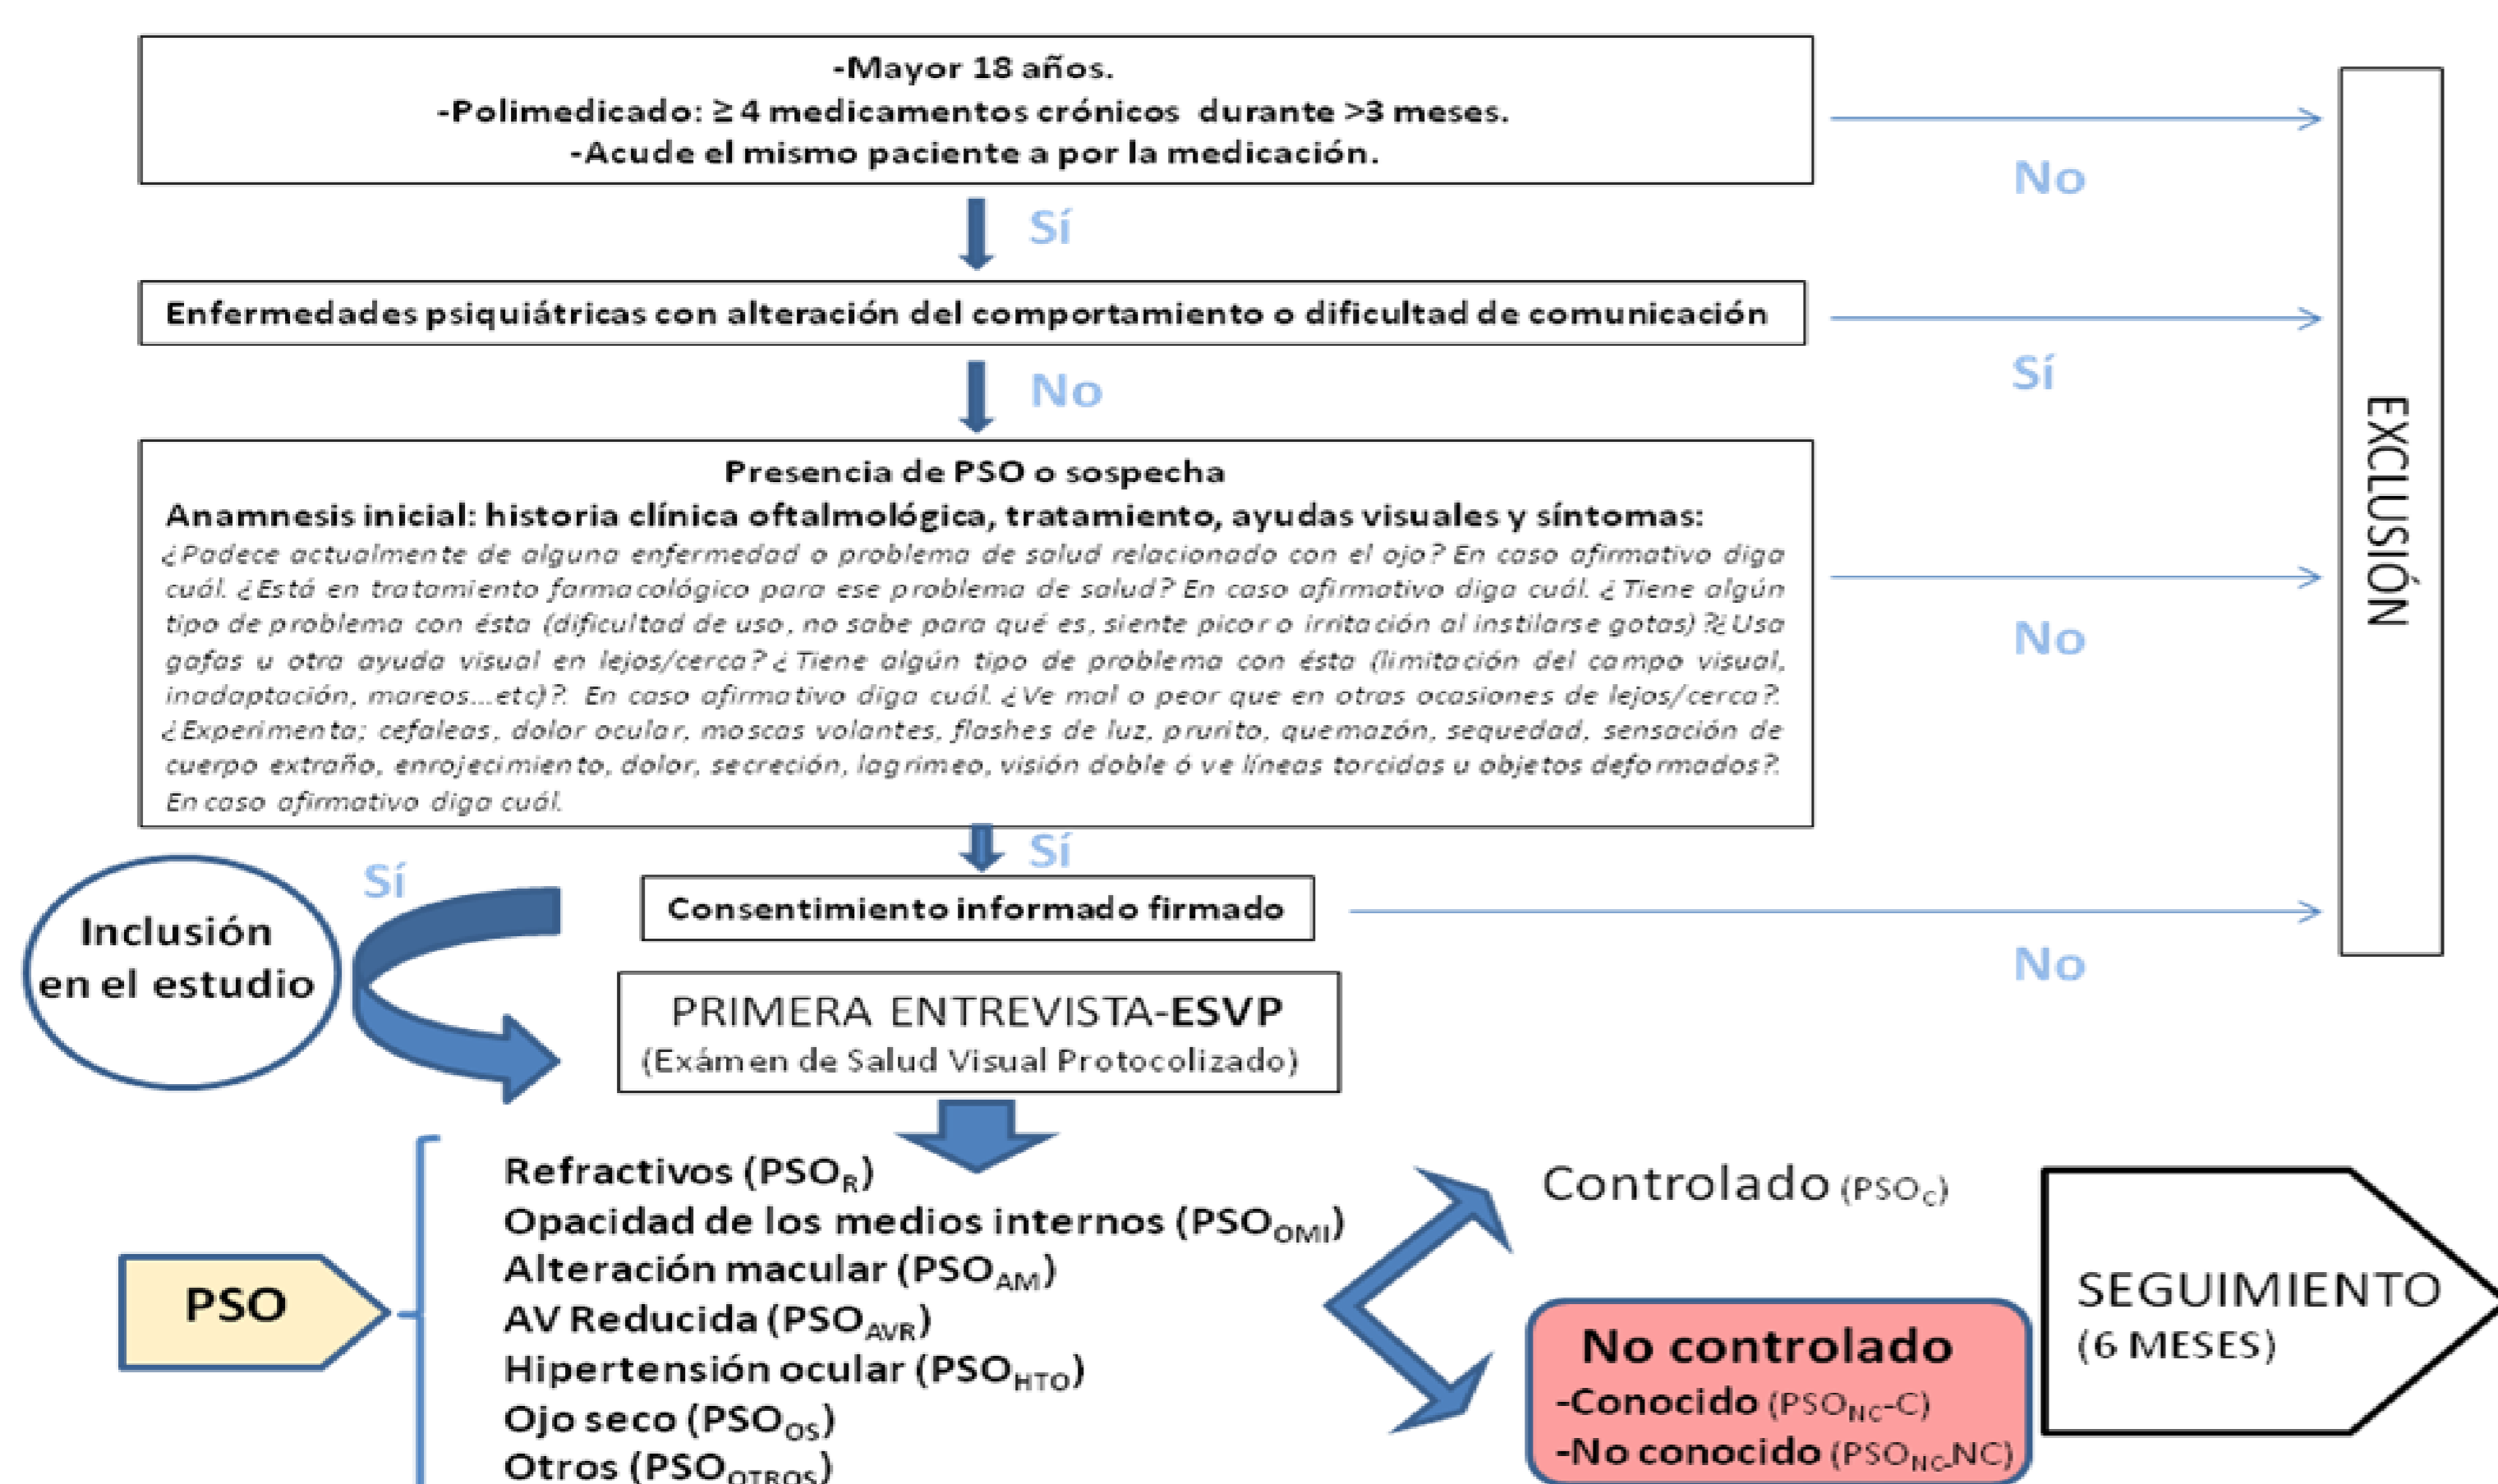 -Mayor 18 años.
-Polimedicado: ≥ 4 medicamentos crónicos durante >3 meses.
-Acude el mismo paciente a por la medicación.
No
Sí
Enfermedades psiquiátricas con alteración del comportamiento o dificultad de comunicación
Sí
No
EXCLUSIÓN
Presencia de PSO o sospecha
Anamnesis inicial: historia clínica oftalmológica, tratamiento, ayudas visuales y síntomas:
¿Padece actualmente de alguna enfermedad o problema de salud relacionado con el ojo? En caso afirmativo diga
cuál. ¿Está en tratamiento farmacológico para ese problema de salud? En caso afirmativo diga cuál. ¿Tiene algún
tipo de problema con ésta (dificultad de uso, no sabe para qué es, siente picor o irritación al instilarse gotas) ?¿Usa
gafas u otra ayuda visual en lejos/cerca? ¿Tiene algún tipo de problema con ésta (limitación del campo visual,
inadaptación, mareos...etc)?. En caso afirmativo diga cuál. ¿Ve mal o peor que en otras ocasiones de lejos/cerca?.
¿Experimenta; cefaleas, dolor ocular, moscas volantes, flashes de luz, prurito, quemazón, sequedad, sensación de
cuerpo extraño, enrojecimiento, dolor, secreción, lagrimeo, visión doble ó ve líneas torcidas u objetos deformados?.
En caso afirmativo diga cuál.
No
Sí
Sí
Consentimiento informado firmado
No
Inclusión
en el estudio
PRIMERA ENTREVISTA-ESVP
(Exámen de Salud Visual Protocolizado)
PSO
Refractivos (PSOR)
Opacidad de los medios internos (PSOOMI)
Alteración macular (PSOAM)
AV Reducida (PSOAVR)
Hipertensión ocular (PSOHTO)
Ojo seco (PSOOS)
Otros (PSOOTROS)
Controlado (PSOC)
No controlado
-Conocido (PSONC-C)
-No conocido (PSONC-NC)
SEGUIMIENTO
(6 MESES)